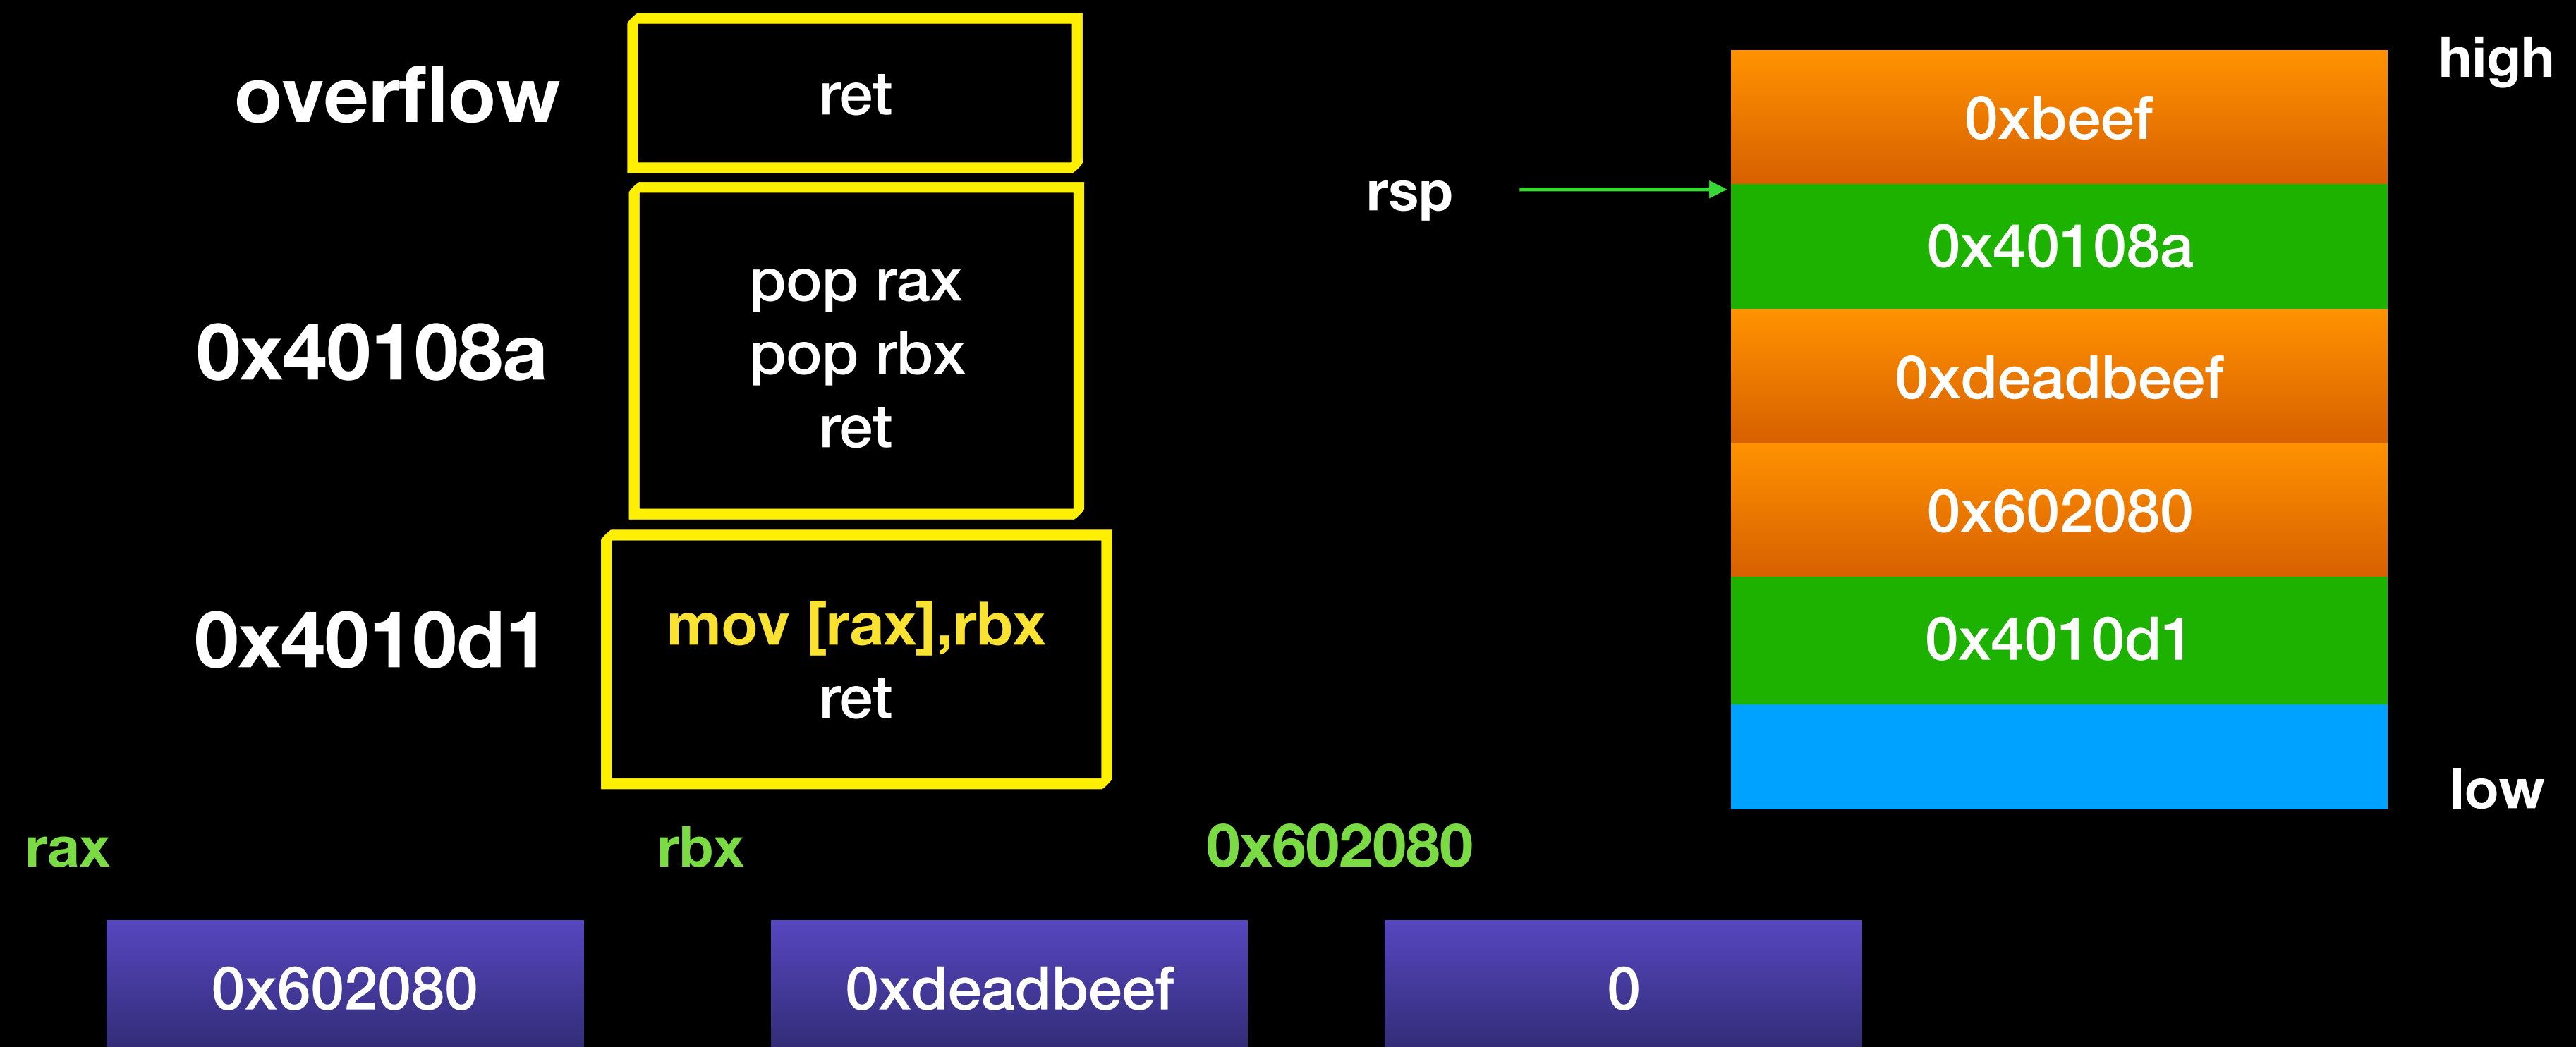 overflow
ret
0x40108a
pop rax
pop rbx
ret
0x4010d1
mov [rax],rbx
ret
rsp
high
0xbeef
0x40108a
0xdeadbeef
0x602080
0x4010d1
low
rax
0x602080
rbx
0xdeadbeef
0x602080
0